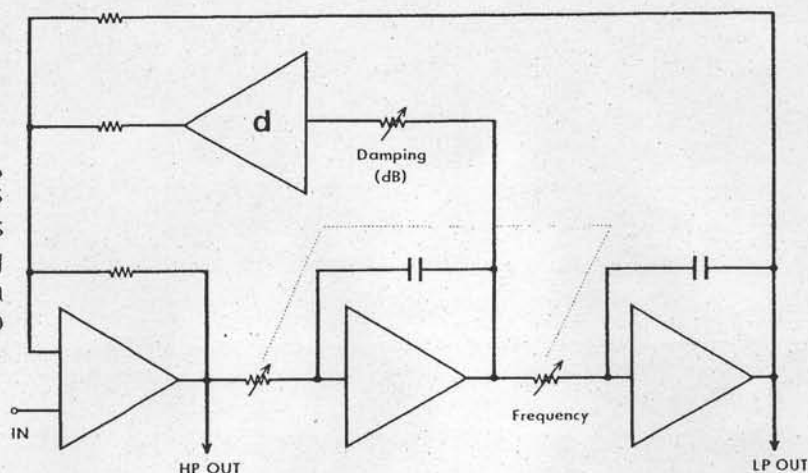 d
Damping
(dB)
IN
Frequency
HP OUT
LP OUT